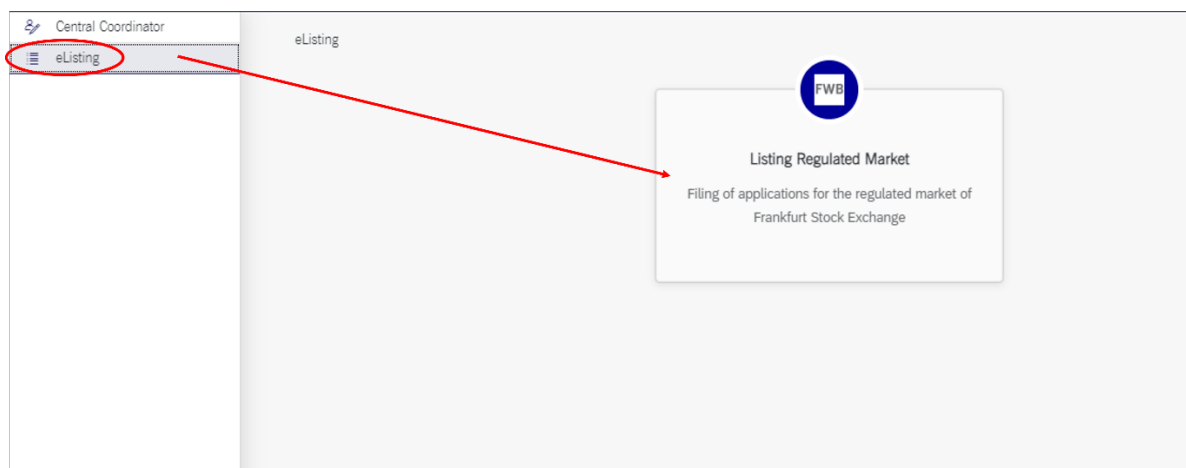 Central Coordinator
eListing
eListing
FWB
Listing Regulated Market
Filing of applications for the regulated market of
Frankfurt Stock Exchange